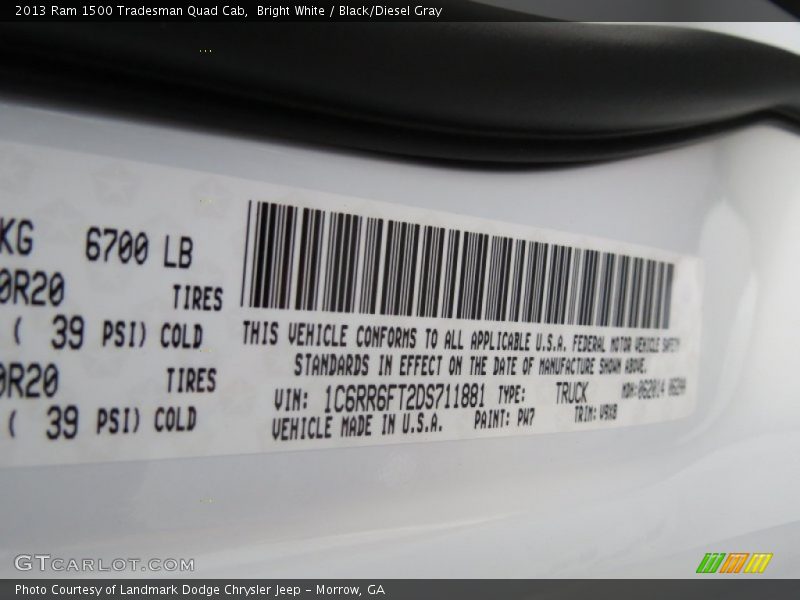 2013 Ram 1500 Tradesman Quad Cab, Bright White / Black/Diesel Gray
KG 6700 LB
0R20 TIRES
( 39 PSI) COLD
0R20 TIRES
( 39 PSI) COLD
THIS VEHICLE CONFORMS TO ALL APPLICABLE U.S.A. FEDERAL MOTOR VEHICLE SAFETY
STANDARDS IN EFFECT ON THE DATE OF MANUFACTURE SHOWN ABOVE.
VIN: 1C6RR6FT2DS711881 TYPE: TRUCK MDH:
VEHICLE MADE IN U.S.A. PAINT: PW7 TRIM: V9X8
GTCARLOT.COM
Photo Courtesy of Landmark Dodge Chrysler Jeep - Morrow, GA